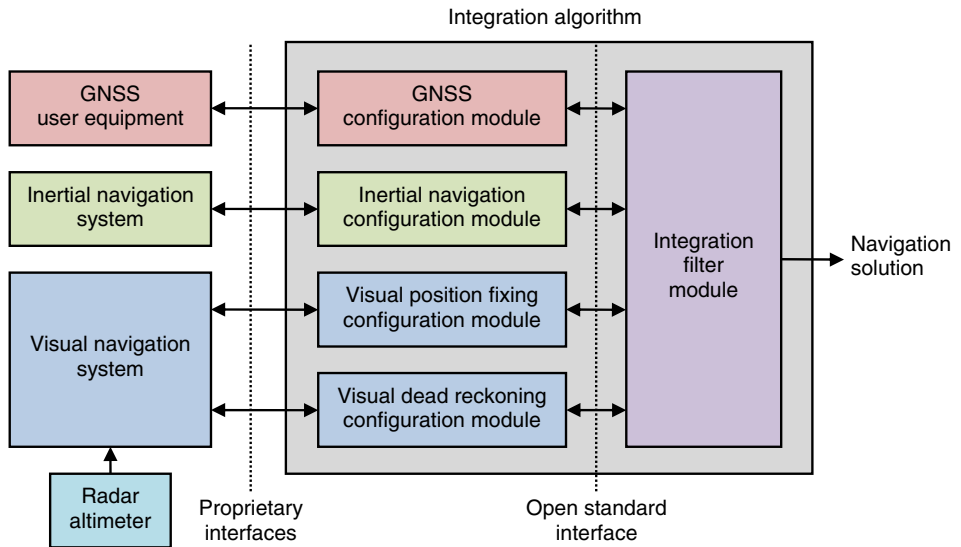 Integration algorithm
GNSS
user equipment
GNSS
configuration module
Inertial navigation
system
Inertial navigation
configuration module
Integration
filter
module
Navigation
solution
Visual navigation
system
Visual position fixing
configuration module
Visual dead reckoning
configuration module
Radar
altimeter
Proprietary
interfaces
Open standard
interface